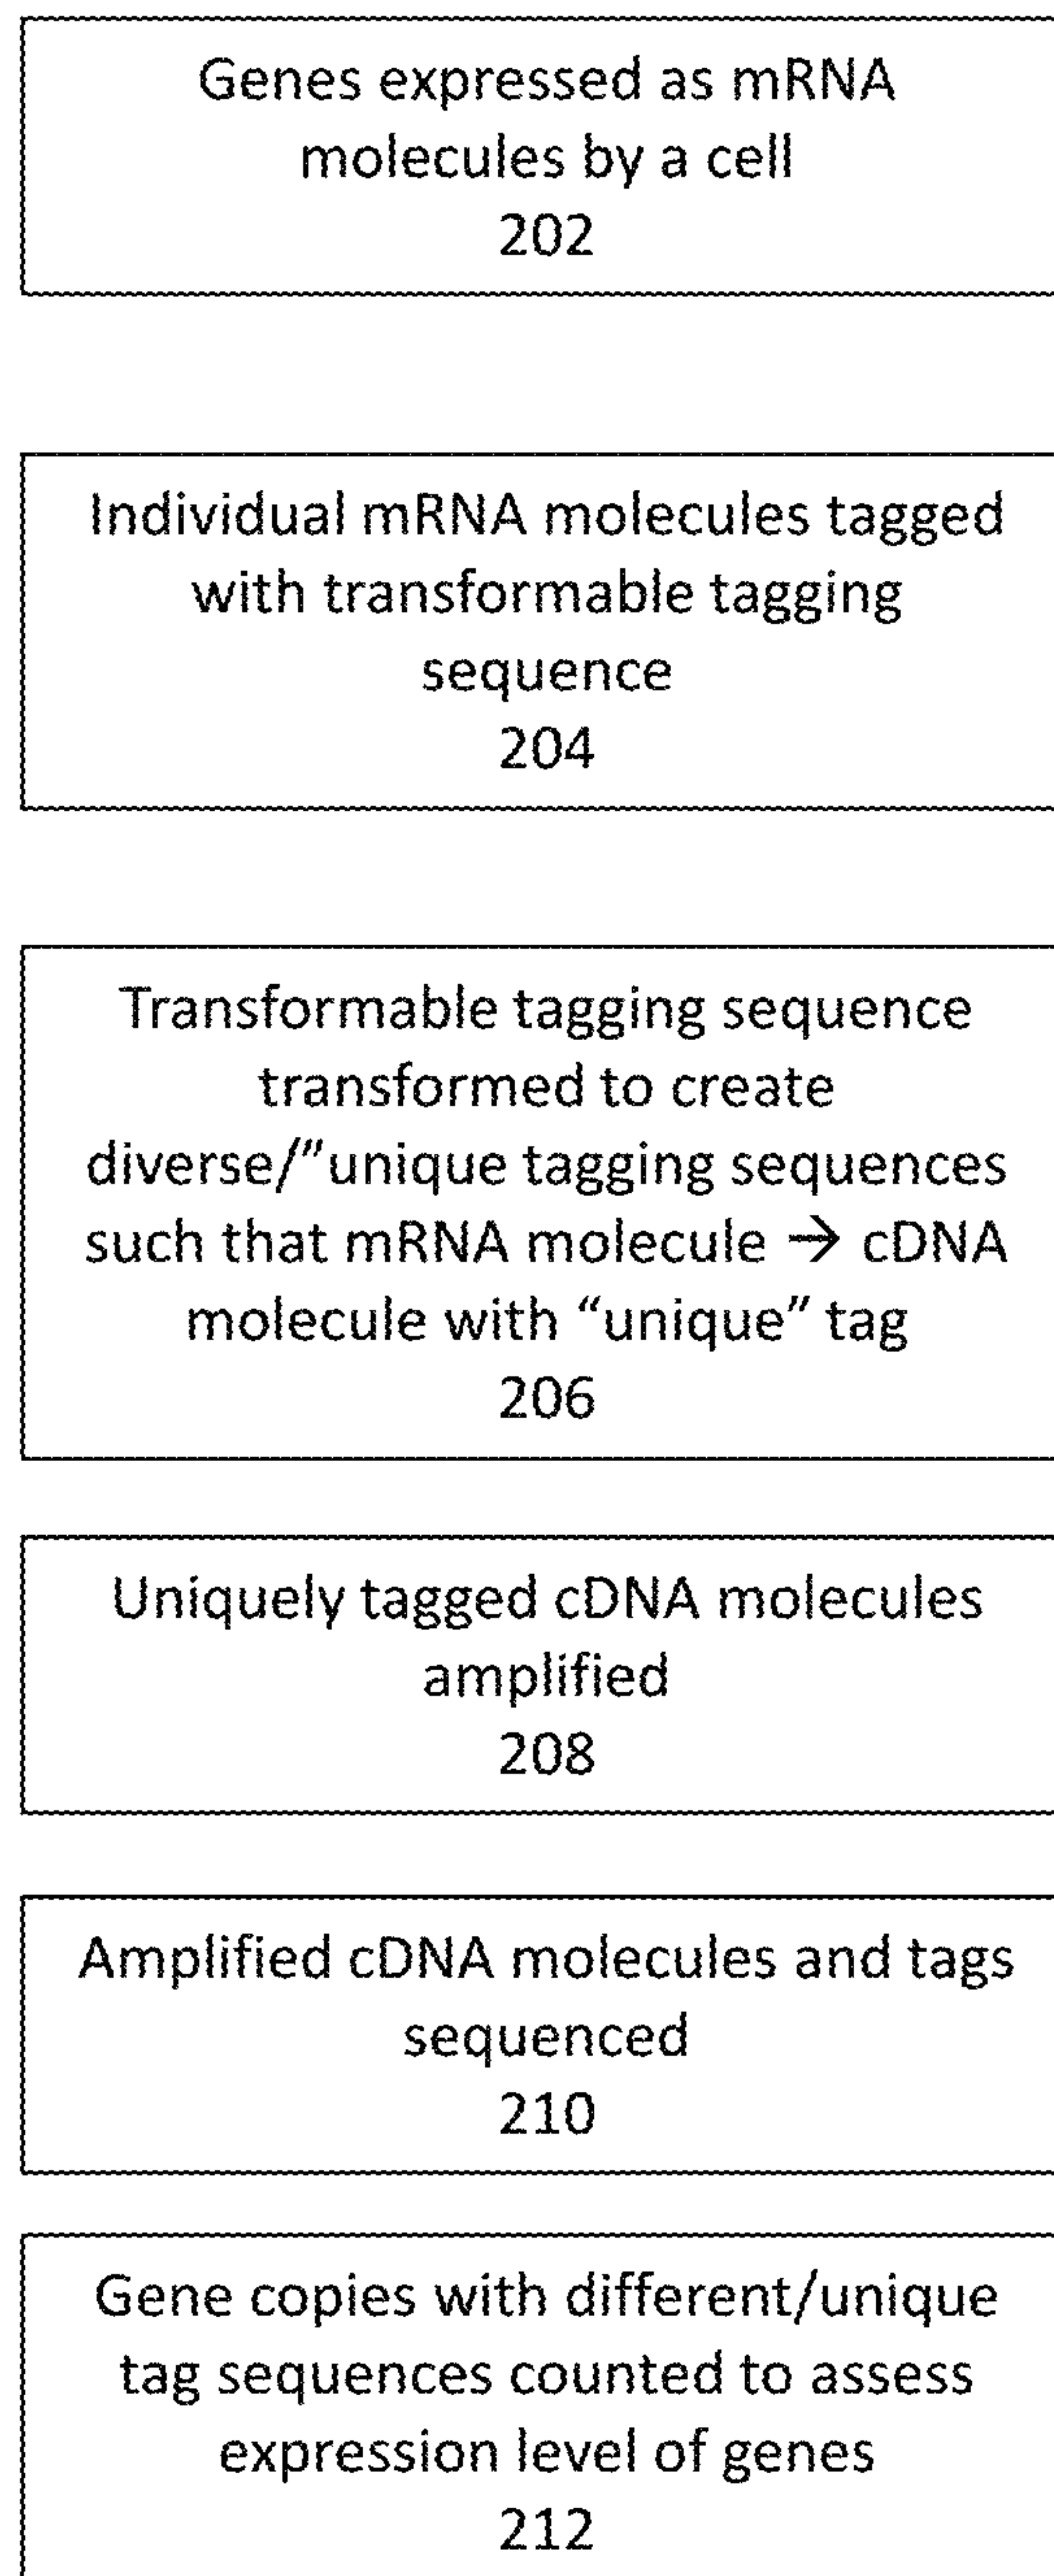 Genes expressed as mRNA
molecules by a cell
202
Individual mRNA molecules tagged
with transformable tagging
sequence
204
Transformable tagging sequence
transformed to create
diverse/”unique tagging sequences
such that mRNA molecule → cDNA
molecule with “unique” tag
206
Uniquely tagged cDNA molecules
amplified
208
Amplified cDNA molecules and tags
sequenced
210
Gene copies with different/unique
tag sequences counted to assess
expression level of genes
212